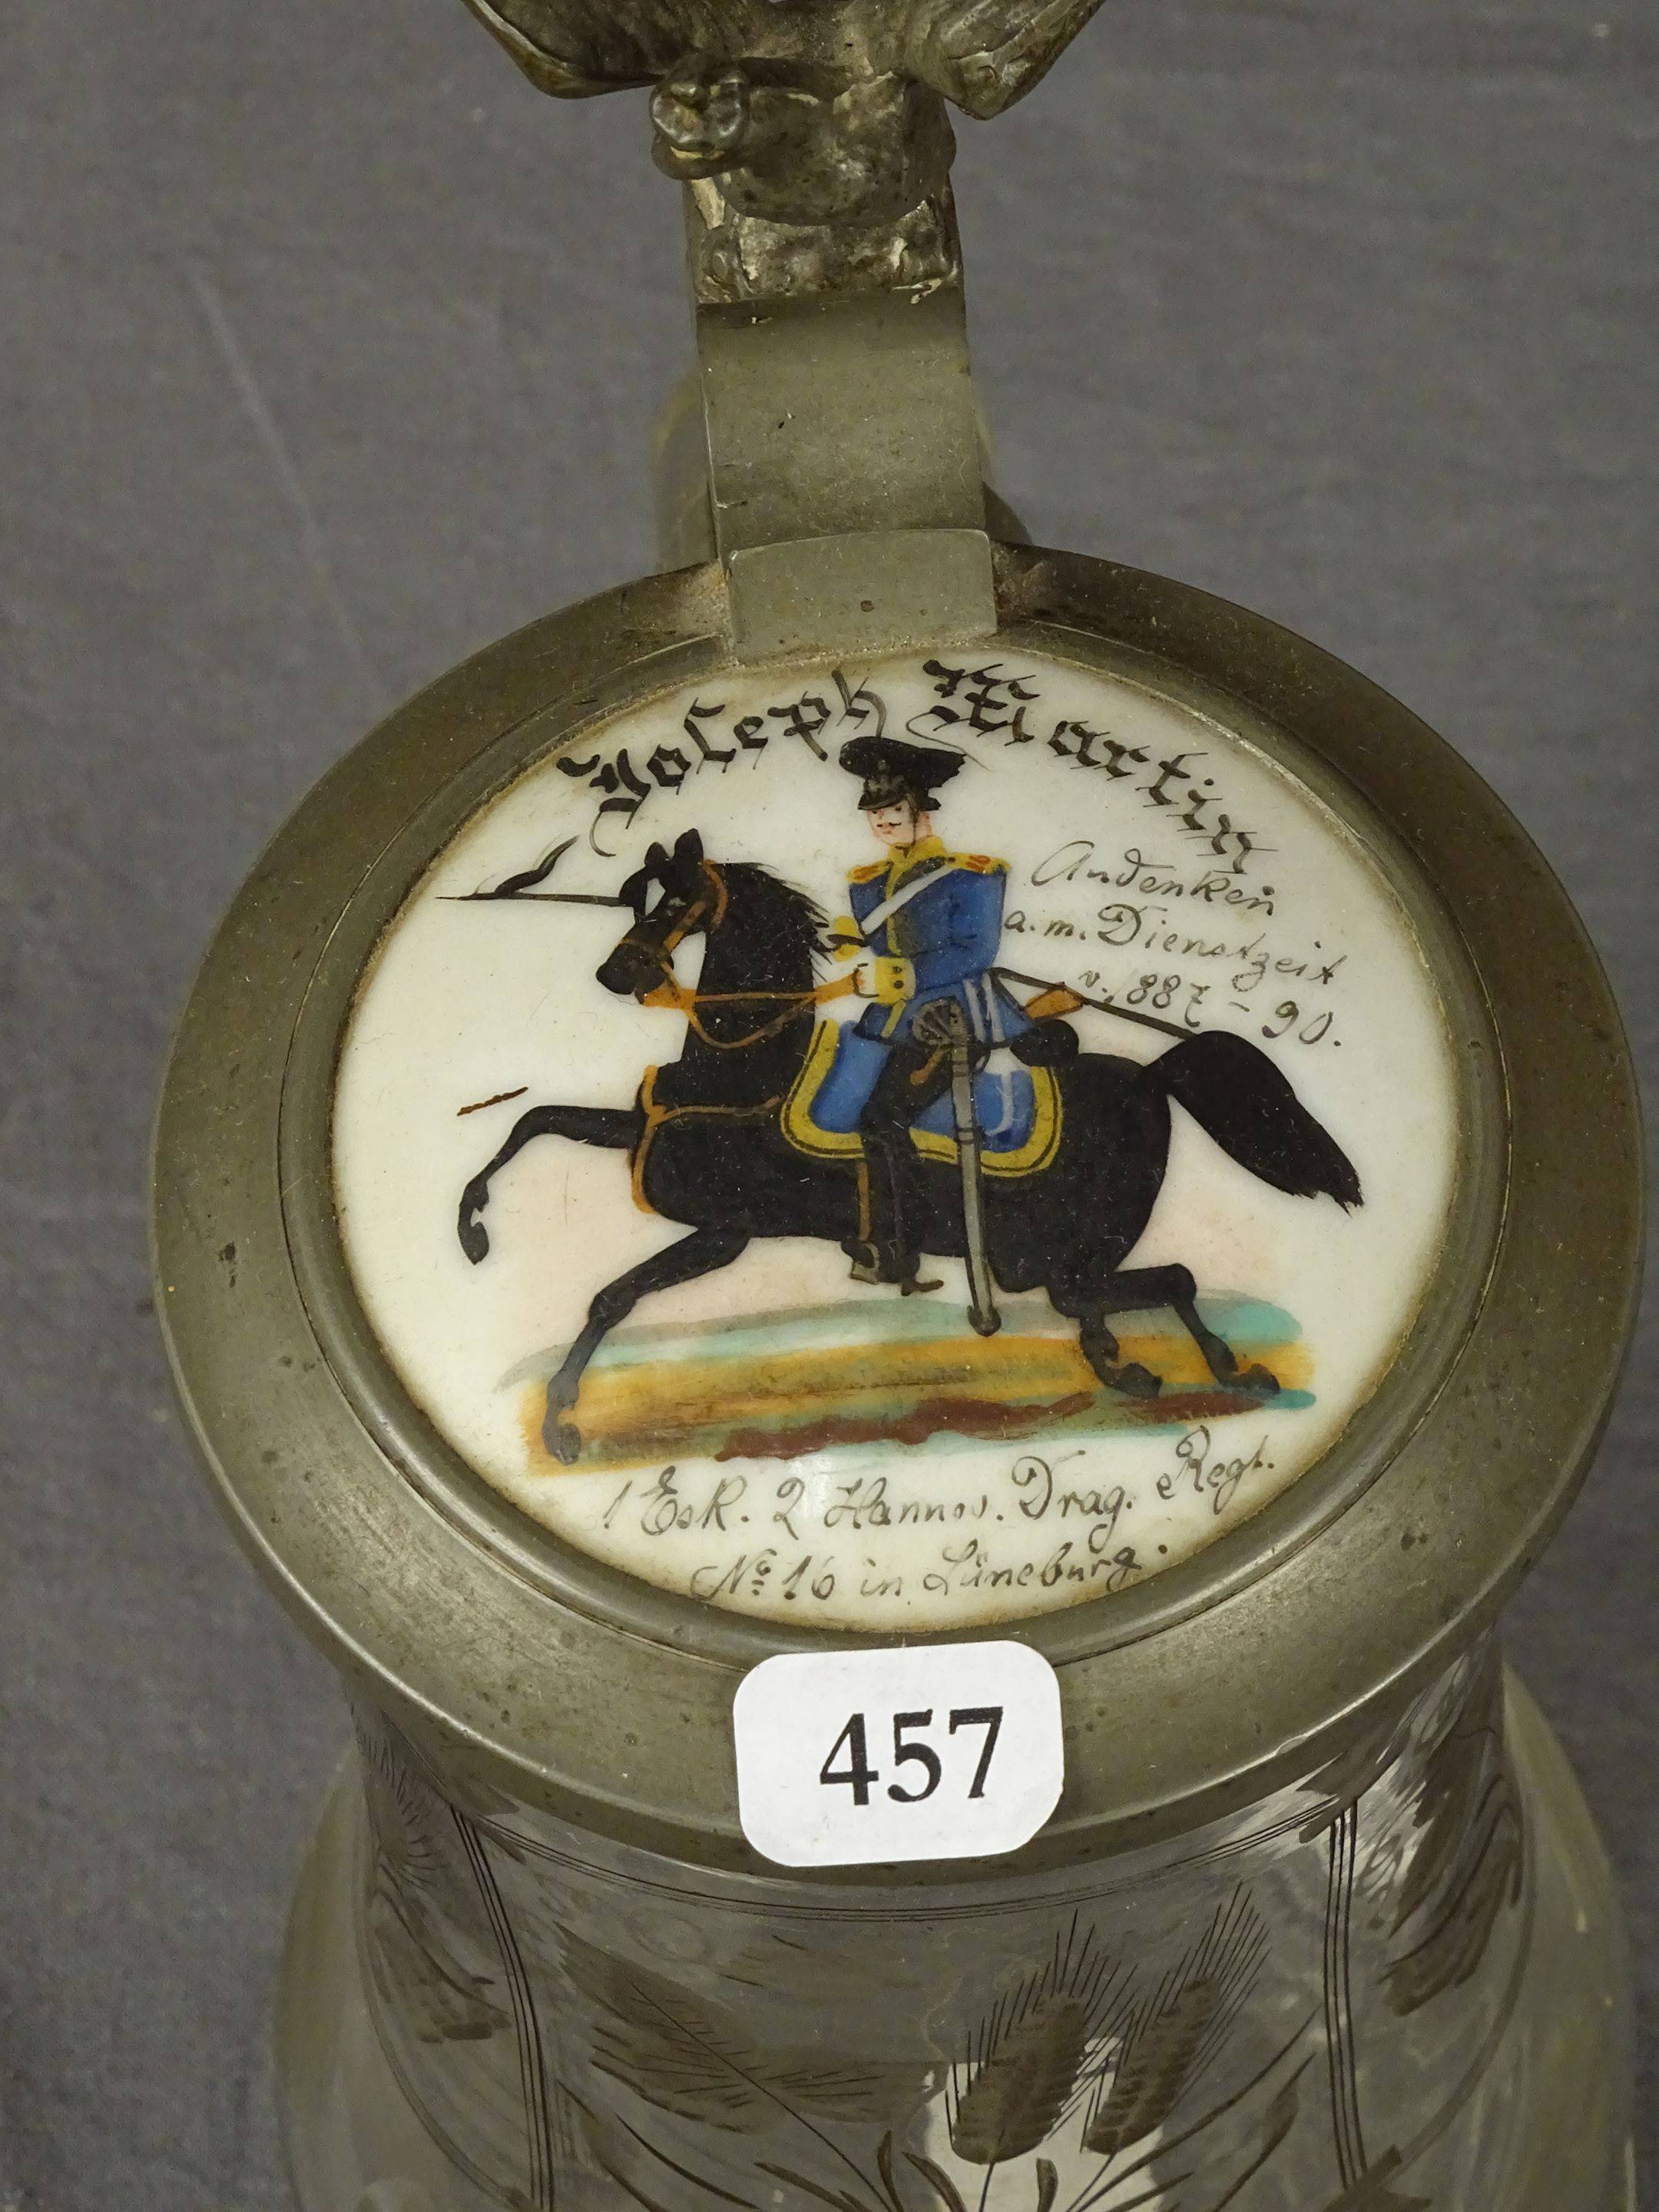 Joseph Martin
Andenken
a.m. Dienstzeit
v. 1887-90.
1 Esk. 2 Hannov. Drag. Regt.
No 16 in Lüneburg.
457